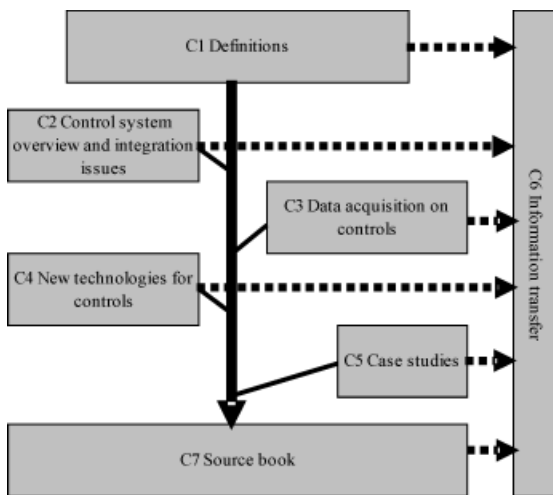 C1 Definitions
C2 Control system
overview and integration
issues
C3 Data acquisition on
controls
C4 New technologies for
controls
C5 Case studies
C6 Information transfer
C7 Source book